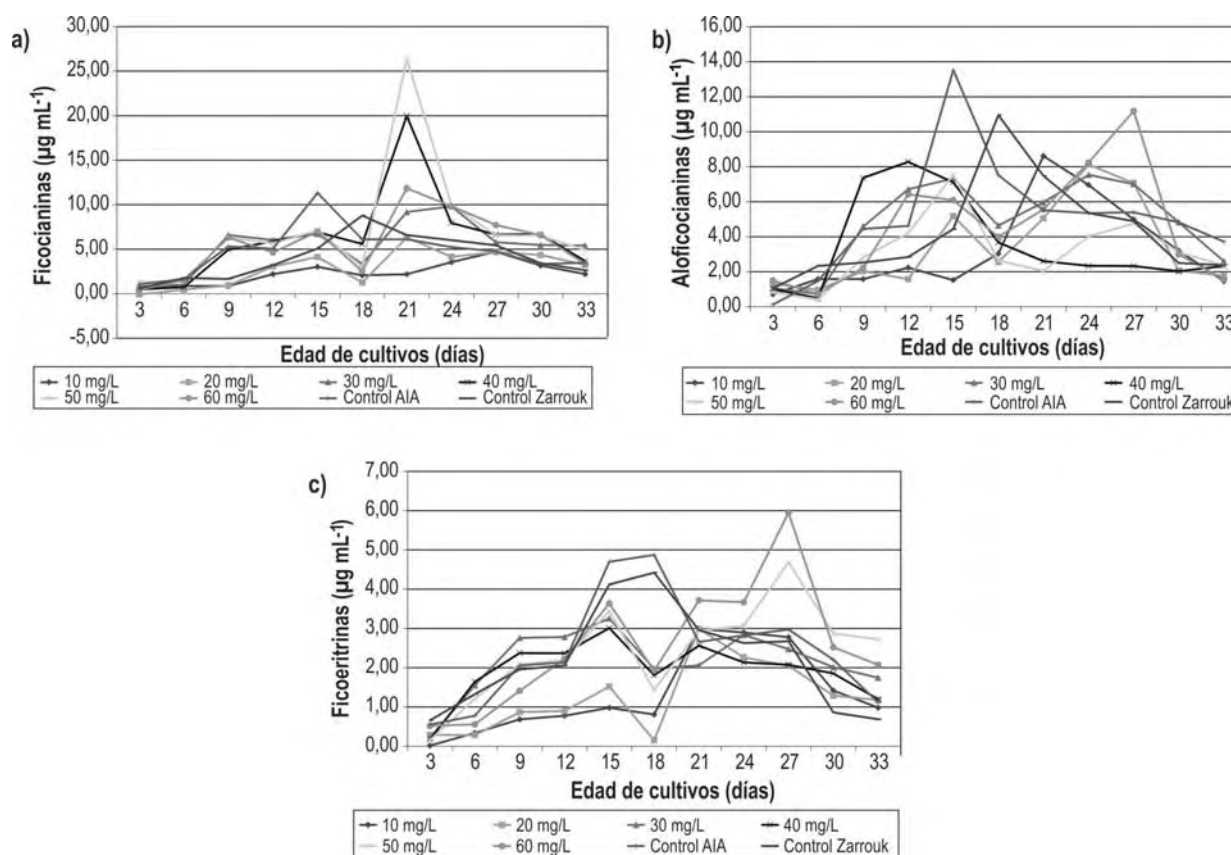 a)
Ficocianinas (µg mL⁻¹)
30,00
25,00
20,00
15,00
10,00
5,00
0,00
-5,00
3 6 9 12 15 18 21 24 27 30 33
Edad de cultivos (días)
10 mg/L 20 mg/L 30 mg/L 40 mg/L
50 mg/L 60 mg/L Control AIA Control Zarrouk
b)
Aloficocianinas (µg mL⁻¹)
16,00
14,00
12,00
10,00
8,00
6,00
4,00
2,00
0,00
3 6 9 12 15 18 21 24 27 30 33
Edad de cultivos (días)
10 mg/L 20 mg/L 30 mg/L 40 mg/L
50 mg/L 60 mg/L Control AIA Control Zarrouk
c)
Ficoeritrinas (µg mL⁻¹)
7,00
6,00
5,00
4,00
3,00
2,00
1,00
0,00
3 6 9 12 15 18 21 24 27 30 33
Edad de cultivos (días)
10 mg/L 20 mg/L 30 mg/L 40 mg/L
50 mg/L 60 mg/L Control AIA Control Zarrouk